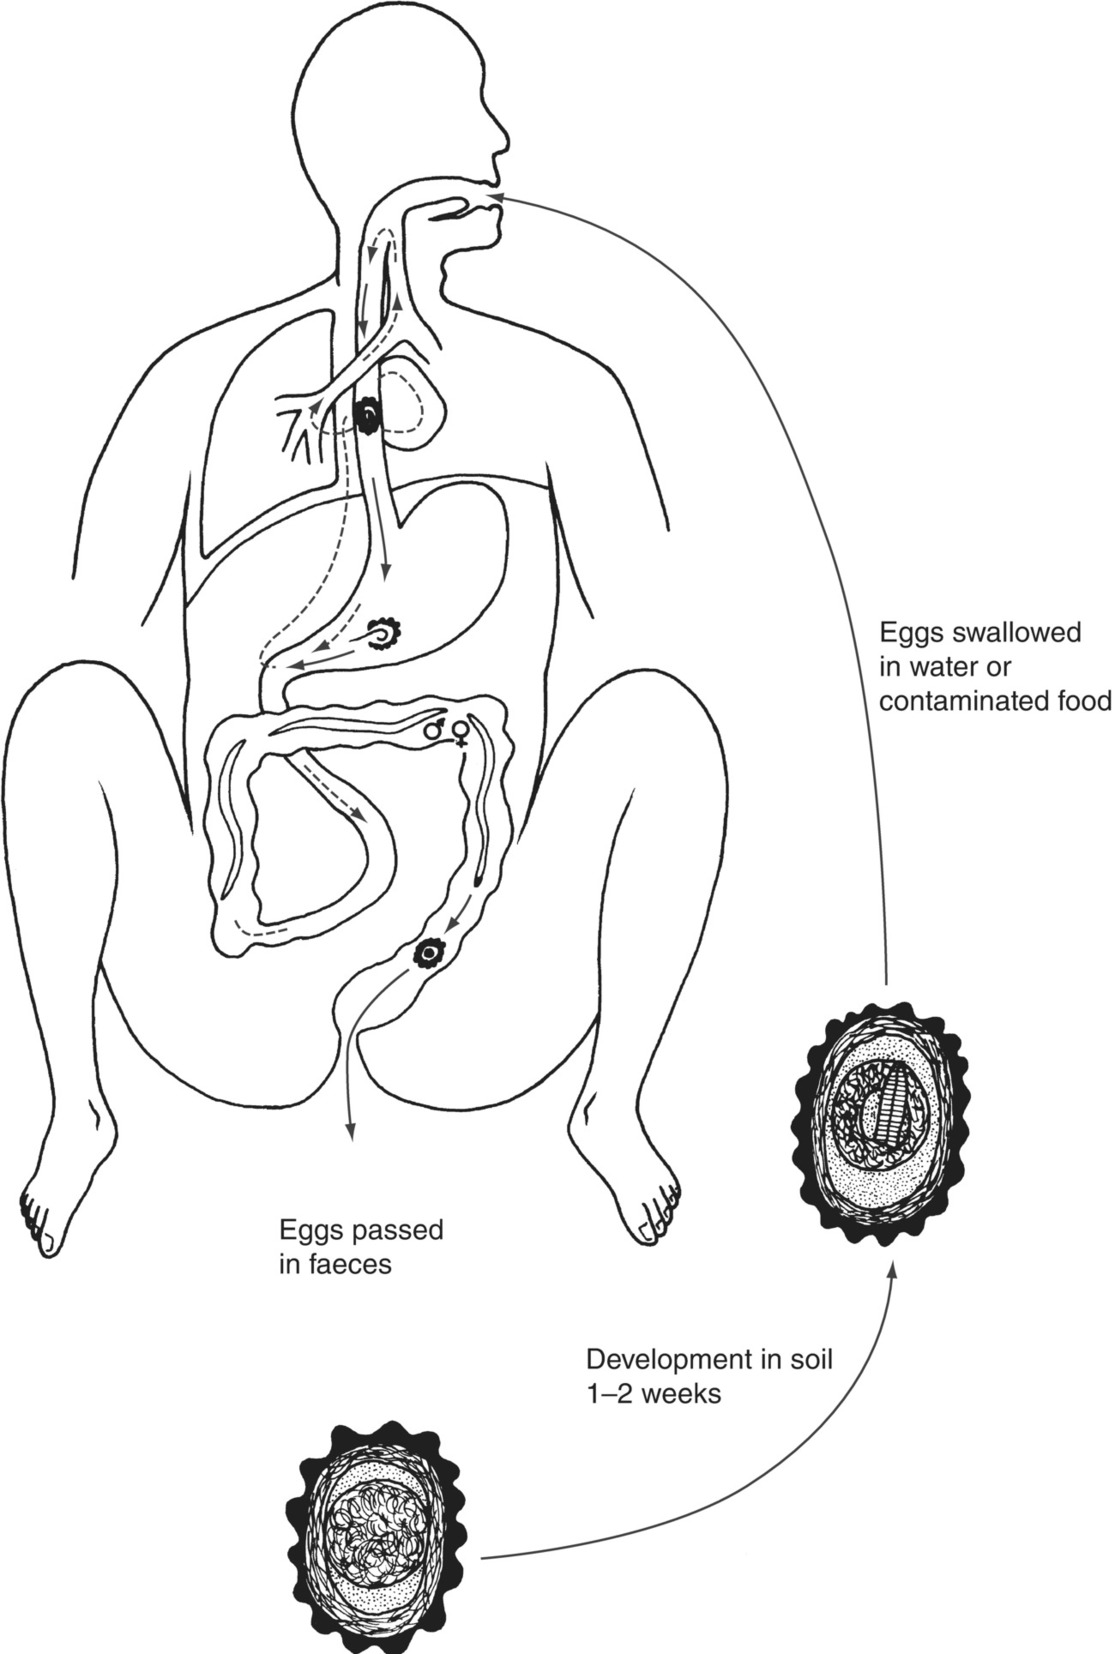 Eggs swallowed
in water or
contaminated food
♂ ♀
Eggs passed
in faeces
Development in soil
1–2 weeks